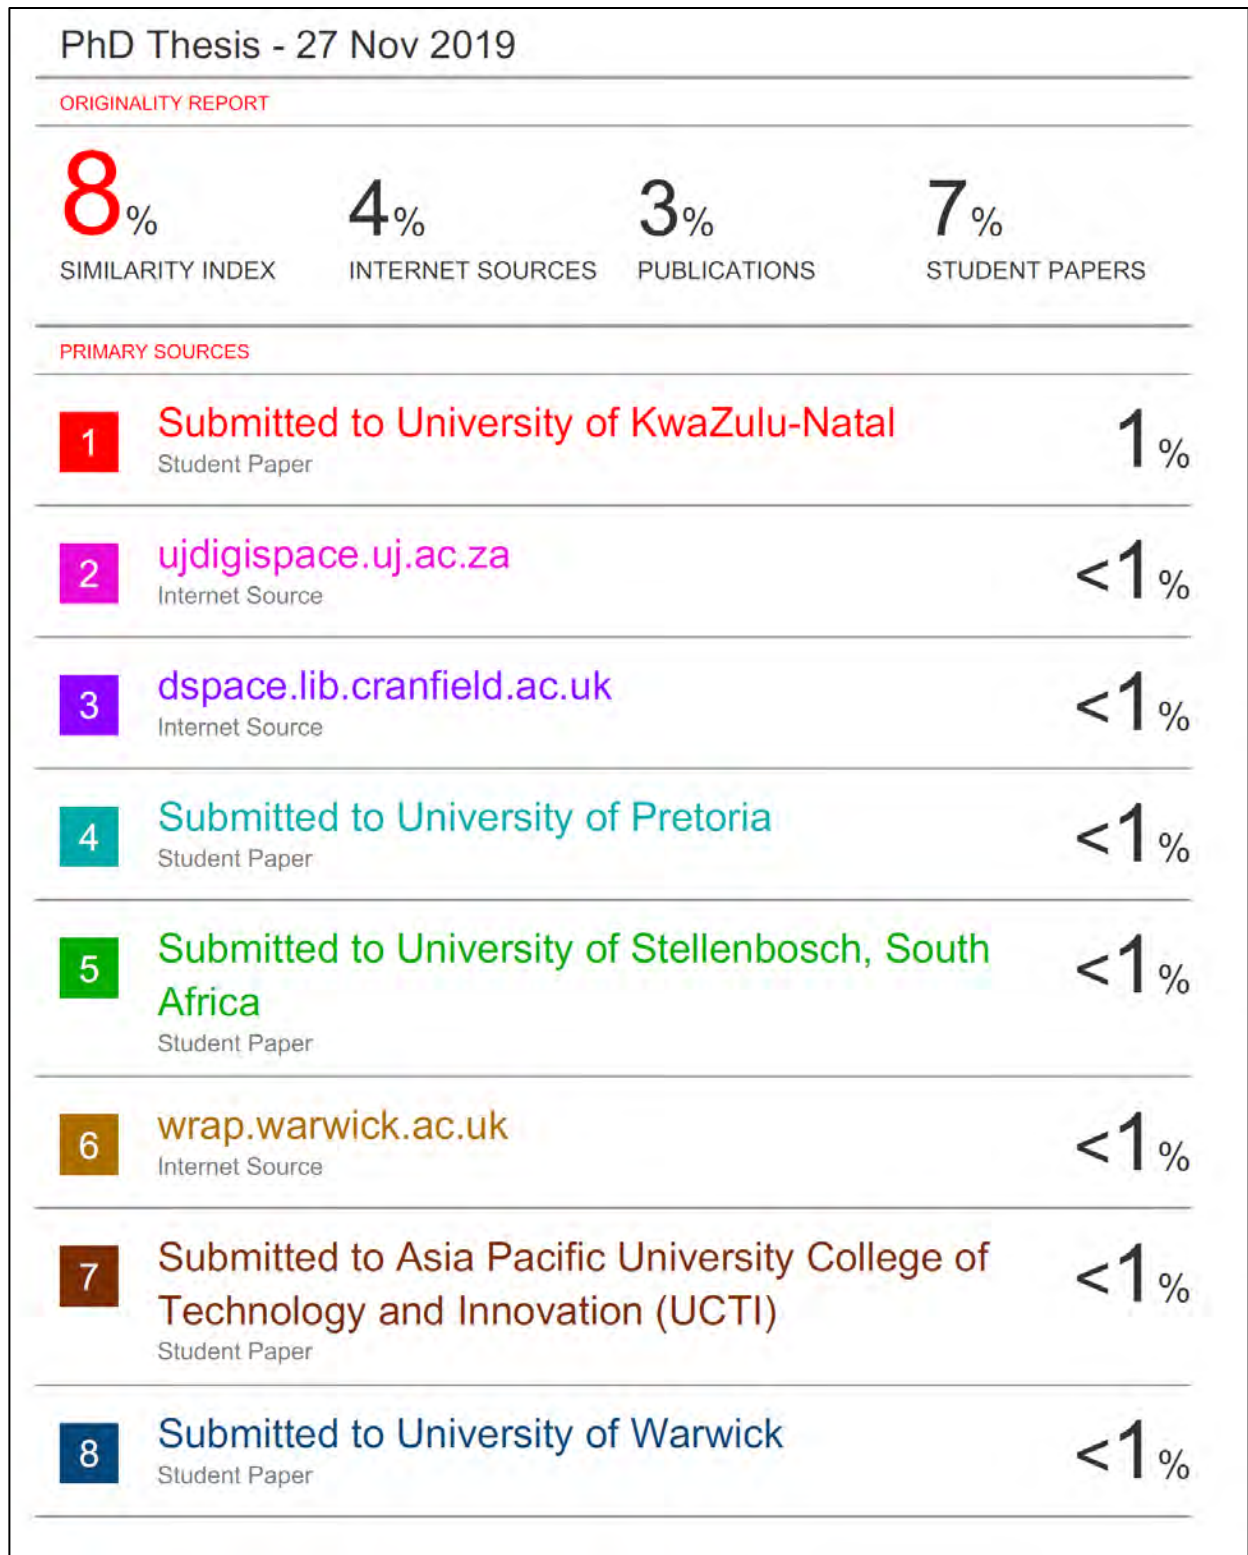 PhD Thesis - 27 Nov 2019
ORIGINALITY REPORT
8% 4% 3% 7%
SIMILARITY INDEX INTERNET SOURCES PUBLICATIONS STUDENT PAPERS
PRIMARY SOURCES
1 Submitted to University of KwaZulu-Natal 1%
Student Paper
2 ujdigispace.uj.ac.za <1%
Internet Source
3 dspace.lib.cranfield.ac.uk <1%
Internet Source
4 Submitted to University of Pretoria <1%
Student Paper
5 Submitted to University of Stellenbosch, South <1%
Africa
Student Paper
6 wrap.warwick.ac.uk <1%
Internet Source
7 Submitted to Asia Pacific University College of <1%
Technology and Innovation (UCTI)
Student Paper
8 Submitted to University of Warwick <1%
Student Paper